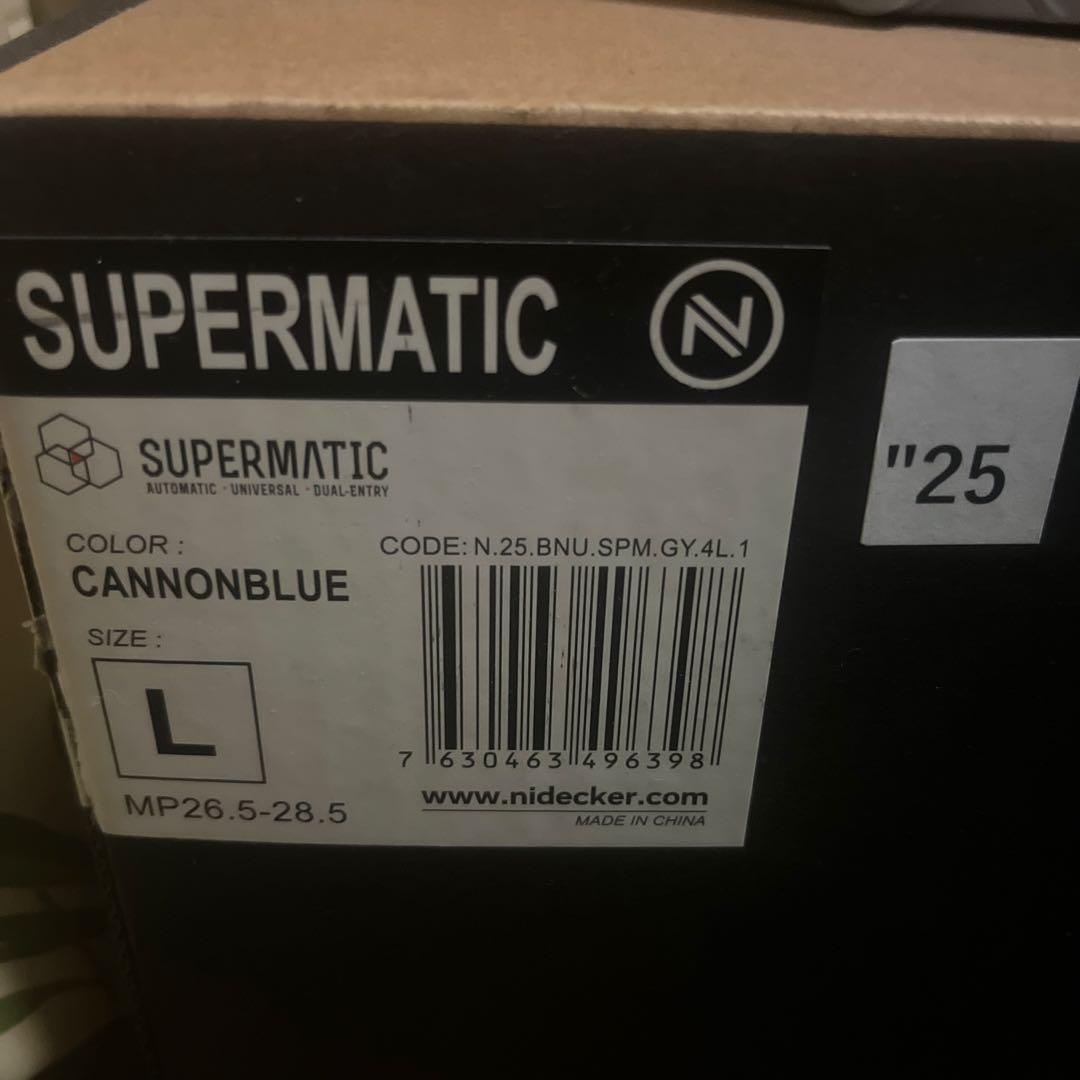 SUPERMATIC
N
"25
SUPERMATIC
AUTOMATIC · UNIVERSAL · DUAL-ENTRY
COLOR :
CANNONBLUE
CODE: N.25.BNU.SPM.GY.4L.1
SIZE :
L
MP26.5-28.5
7 630463 496398
www.nidecker.com
MADE IN CHINA